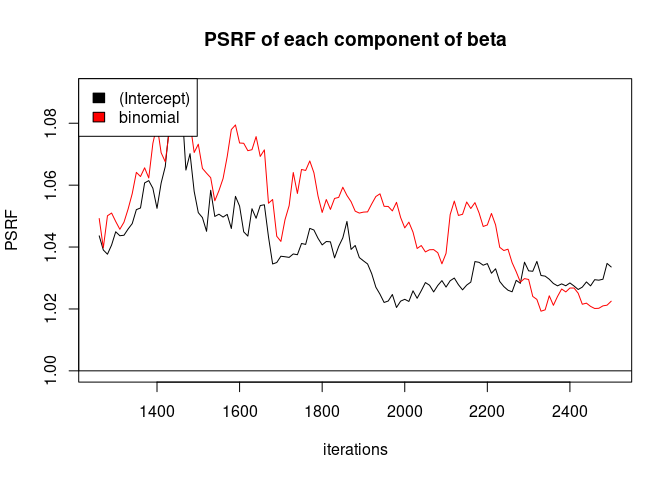 PSRF of each component of beta
(Intercept)
binomial
PSRF
1.08
1.06
1.04
1.02
1.00
1400 1600 1800 2000 2200 2400
iterations